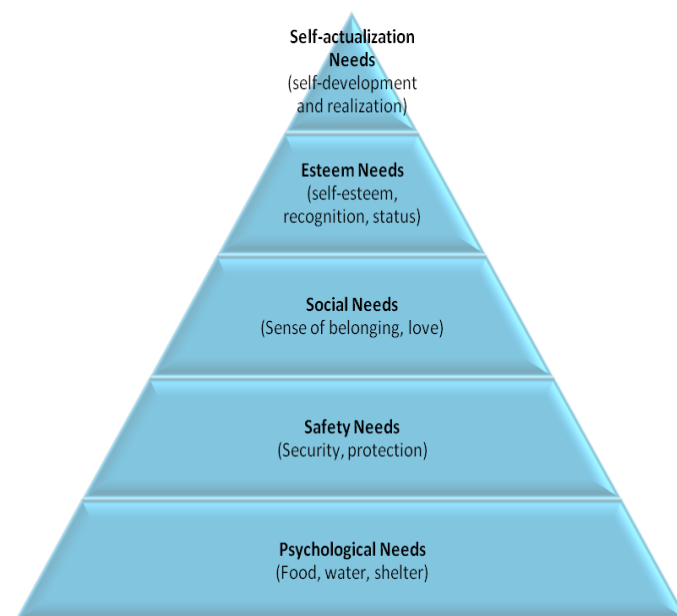 Self-actualization
Needs
(self-development
and realization)
Esteem Needs
(self-esteem,
recognition, status)
Social Needs
(Sense of belonging, love)
Safety Needs
(Security, protection)
Psychological Needs
(Food, water, shelter)